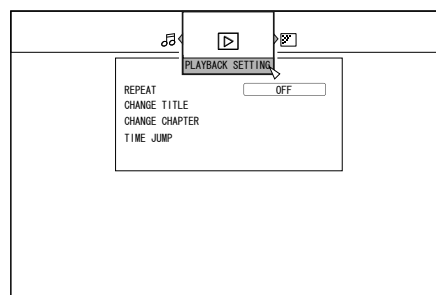 PLAYBACK SETTING
REPEAT OFF
CHANGE TITLE
CHANGE CHAPTER
TIME JUMP